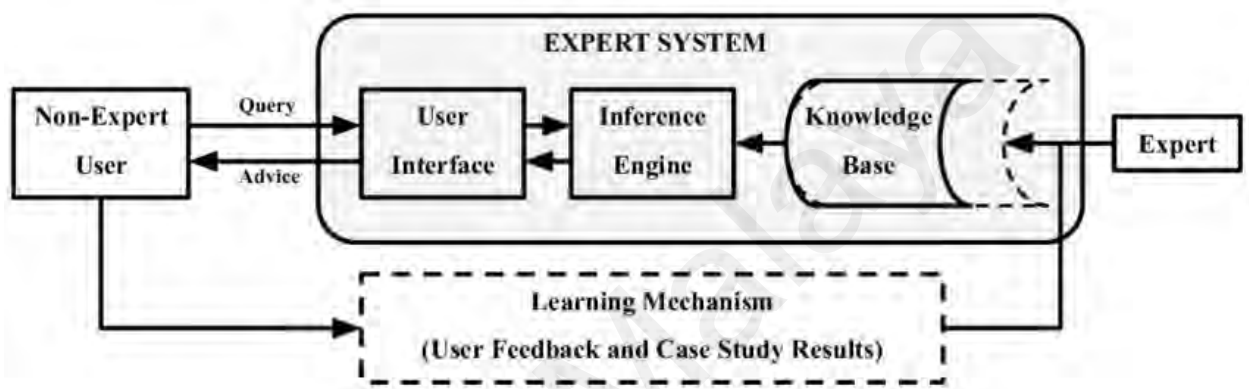 EXPERT SYSTEM
Non-Expert
User
Query
Advice
User
Interface
Inference
Engine
Knowledge
Base
Expert
Learning Mechanism
(User Feedback and Case Study Results)
Malaya